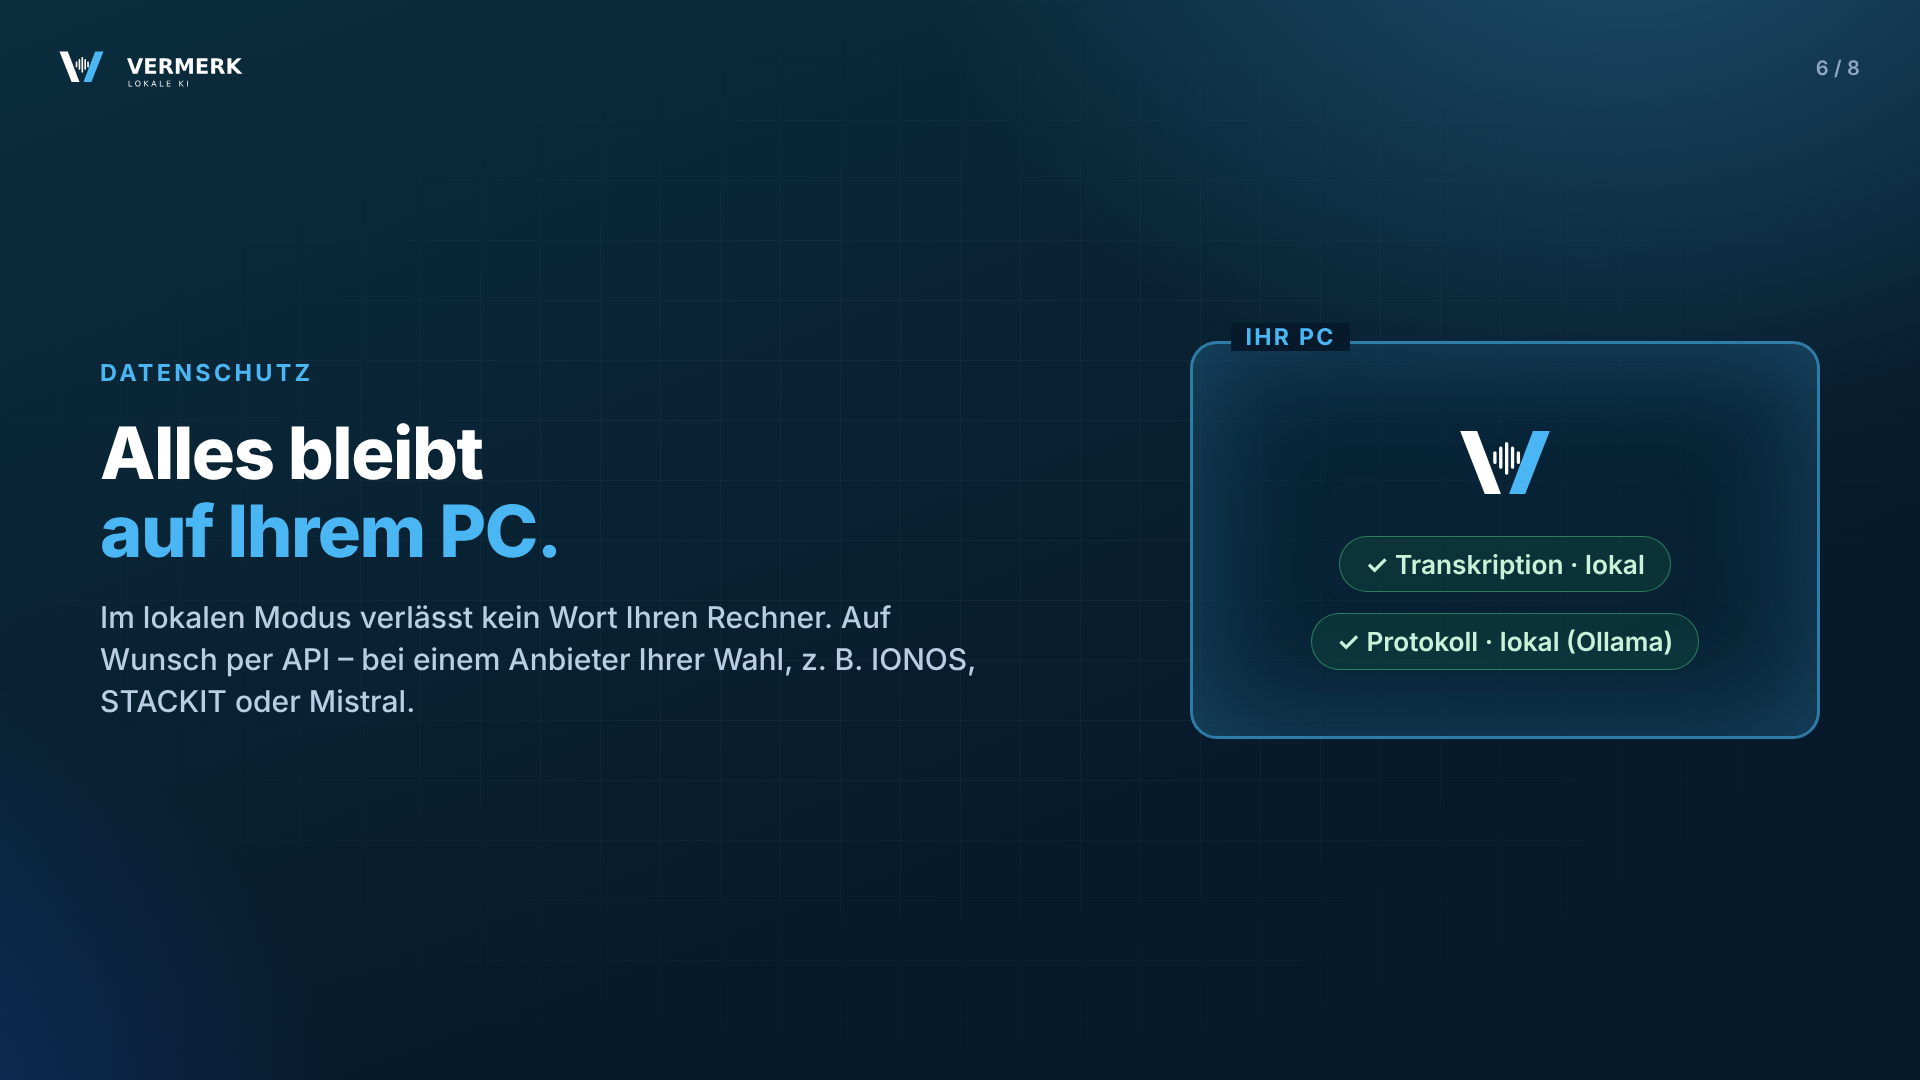 VERMERK
LOKALE KI
6 / 8
DATENSCHUTZ
Alles bleibt
auf Ihrem PC.
Im lokalen Modus verlässt kein Wort Ihren Rechner. Auf
Wunsch per API – bei einem Anbieter Ihrer Wahl, z. B. IONOS,
STACKIT oder Mistral.
IHR PC
✓ Transkription · lokal
✓ Protokoll · lokal (Ollama)